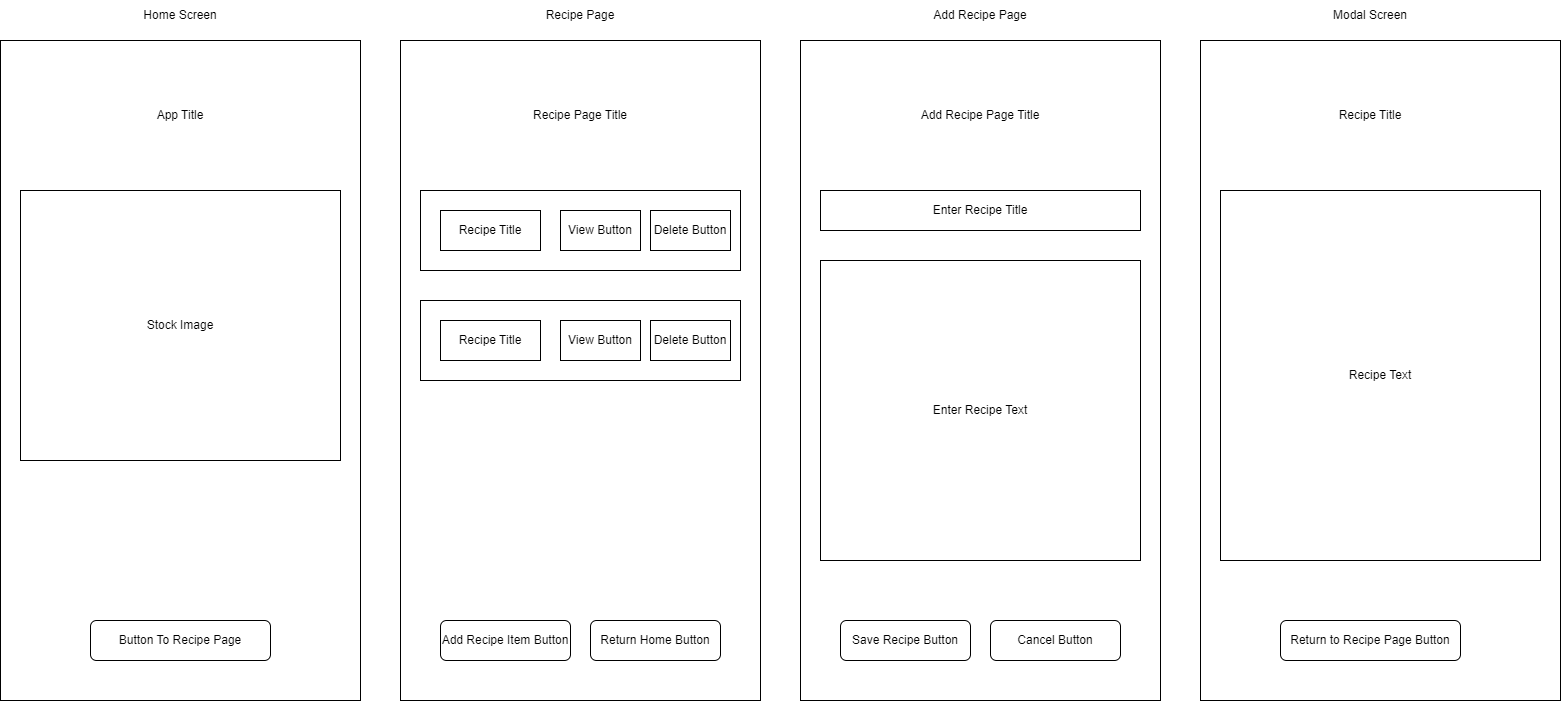 Home Screen
App Title
Stock Image
Button To Recipe Page
Recipe Page
Recipe Page Title
Recipe Title
View Button
Delete Button
Recipe Title
View Button
Delete Button
Add Recipe Item Button
Return Home Button
Add Recipe Page
Add Recipe Page Title
Enter Recipe Title
Enter Recipe Text
Save Recipe Button
Cancel Button
Modal Screen
Recipe Title
Recipe Text
Return to Recipe Page Button